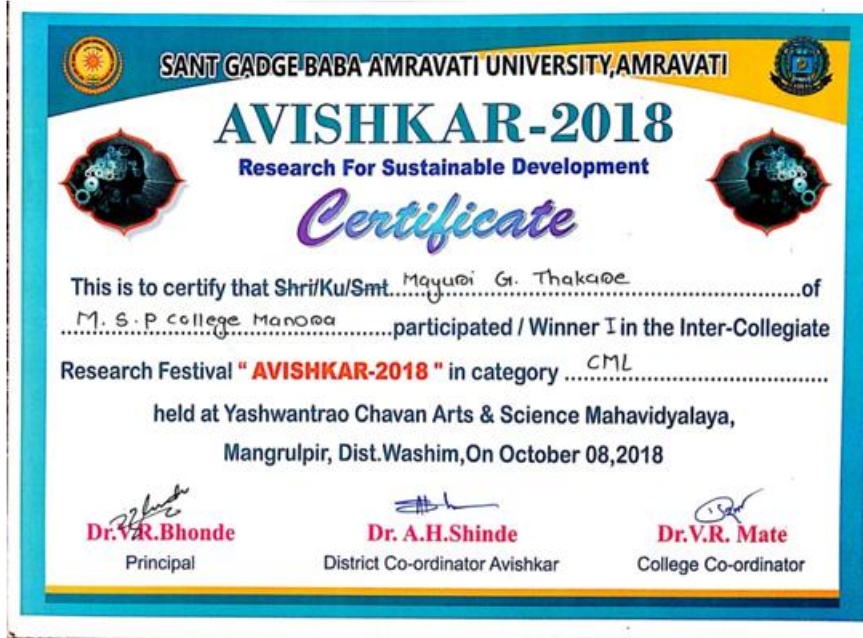 SANT GADGE BABA AMRAVATI UNIVERSITY,AMRAVATI
AVISHKAR-2018
Research For Sustainable Development
Certificate
This is to certify that Shri/Ku/Smt. Mayuri G. Thakare of
M.S.P college Manora participated / Winner I in the Inter-Collegiate
Research Festival " AVISHKAR-2018 " in category CML
held at Yashwantrao Chavan Arts & Science Mahavidyalaya,
Mangrulpir, Dist.Washim,On October 08,2018
Dr.V.R.Bhonde Dr. A.H.Shinde Dr.V.R. Mate
Principal District Co-ordinator Avishkar College Co-ordinator